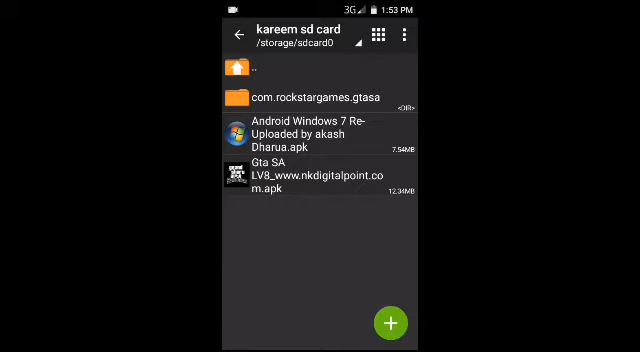 3G 1:53 PM
kareem sd card
/storage/sdcard0
..
com.rockstargames.gtasa
<DIR>
Android Windows 7 Re-
Uploaded by akash
Dharua.apk
7.54MB
Gta SA
LV8_www.nkdigitalpoint.co
m.apk
12.34MB